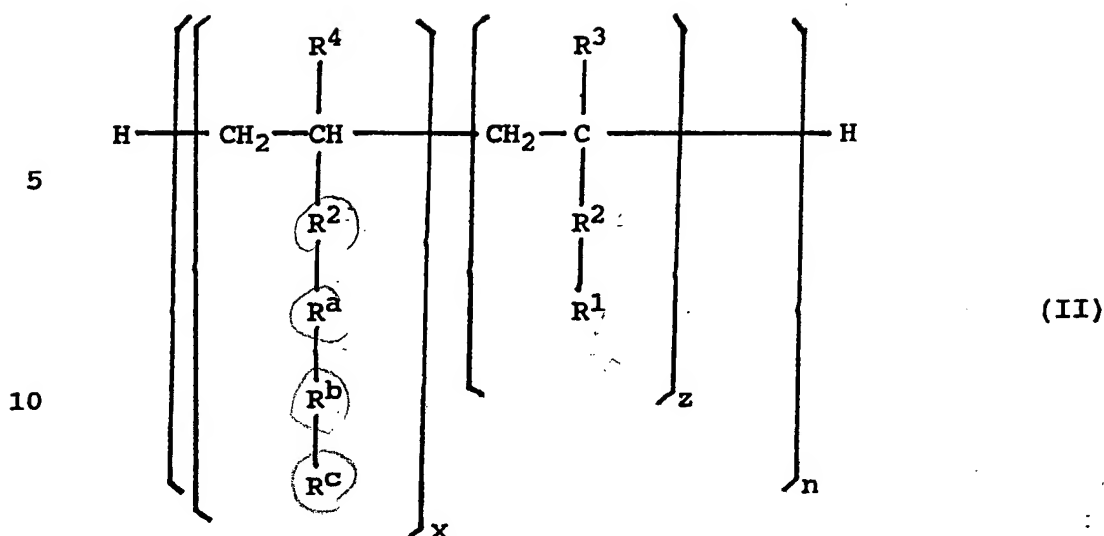 R⁴ R³
H CH₂ CH CH₂ C H
5
R² R²
Rᵃ R¹ (II)
10 Rᵇ z
Rᶜ n
x